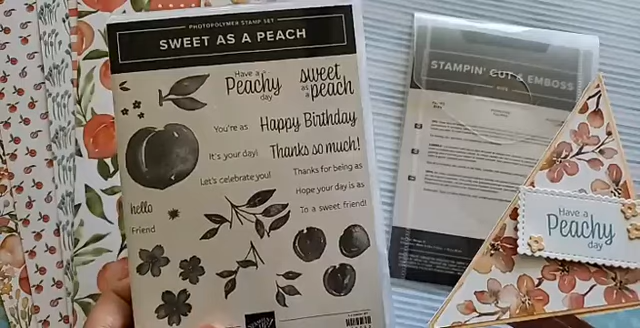 PHOTOPOLYMER STAMP SET
SWEET AS A PEACH
Have a
Peachy
day
sweet
as a
peach
You're as
Happy Birthday
It's your day!
Thanks so much!
Let's celebrate you!
Thanks for being as
Hope your day is as
hello
To a sweet friend!
Friend
STAMPIN' CUT & EMBOSS
Have a
Peachy
day